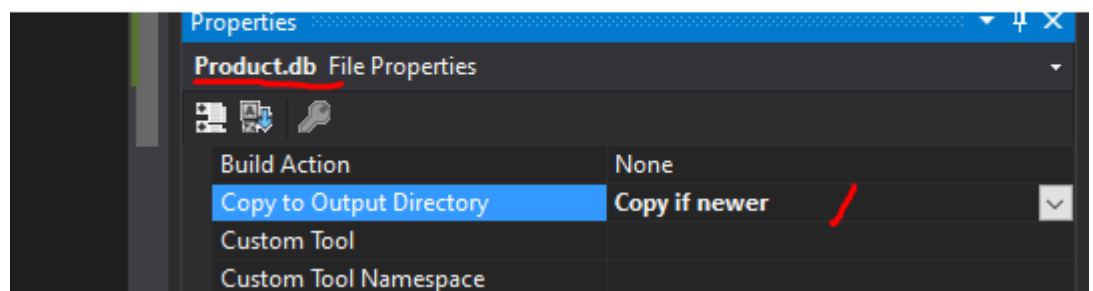 Properties
Product.db File Properties
Build Action None
Copy to Output Directory Copy if newer
Custom Tool
Custom Tool Namespace